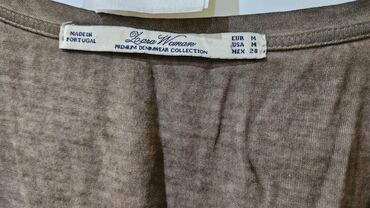 MADE IN
PORTUGAL
Zara Woman
PREMIUM DENIMWEAR COLLECTION
EUR M
USA M
MEX 28